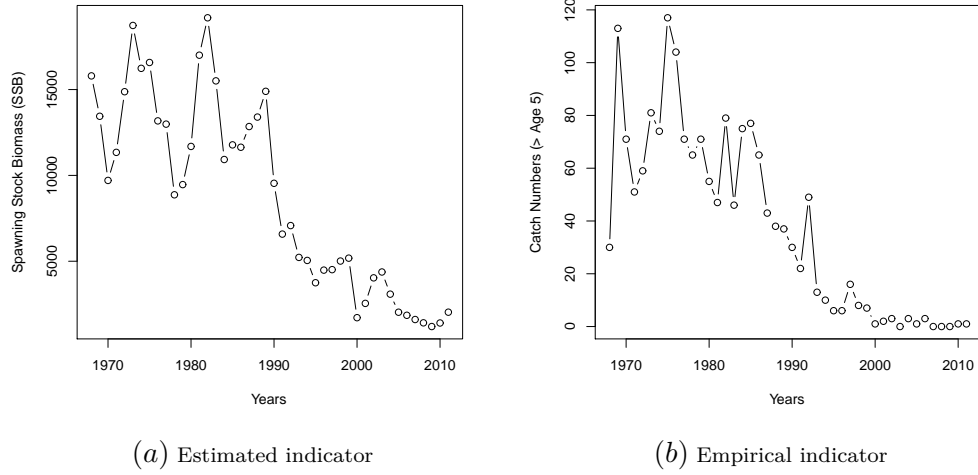 Spawning Stock Biomass (SSB)
15000
10000
5000
1970 1980 1990 2000 2010
Years
(a) Estimated indicator
Catch Numbers (> Age 5)
120
100
80
60
40
20
0
1970 1980 1990 2000 2010
Years
(b) Empirical indicator